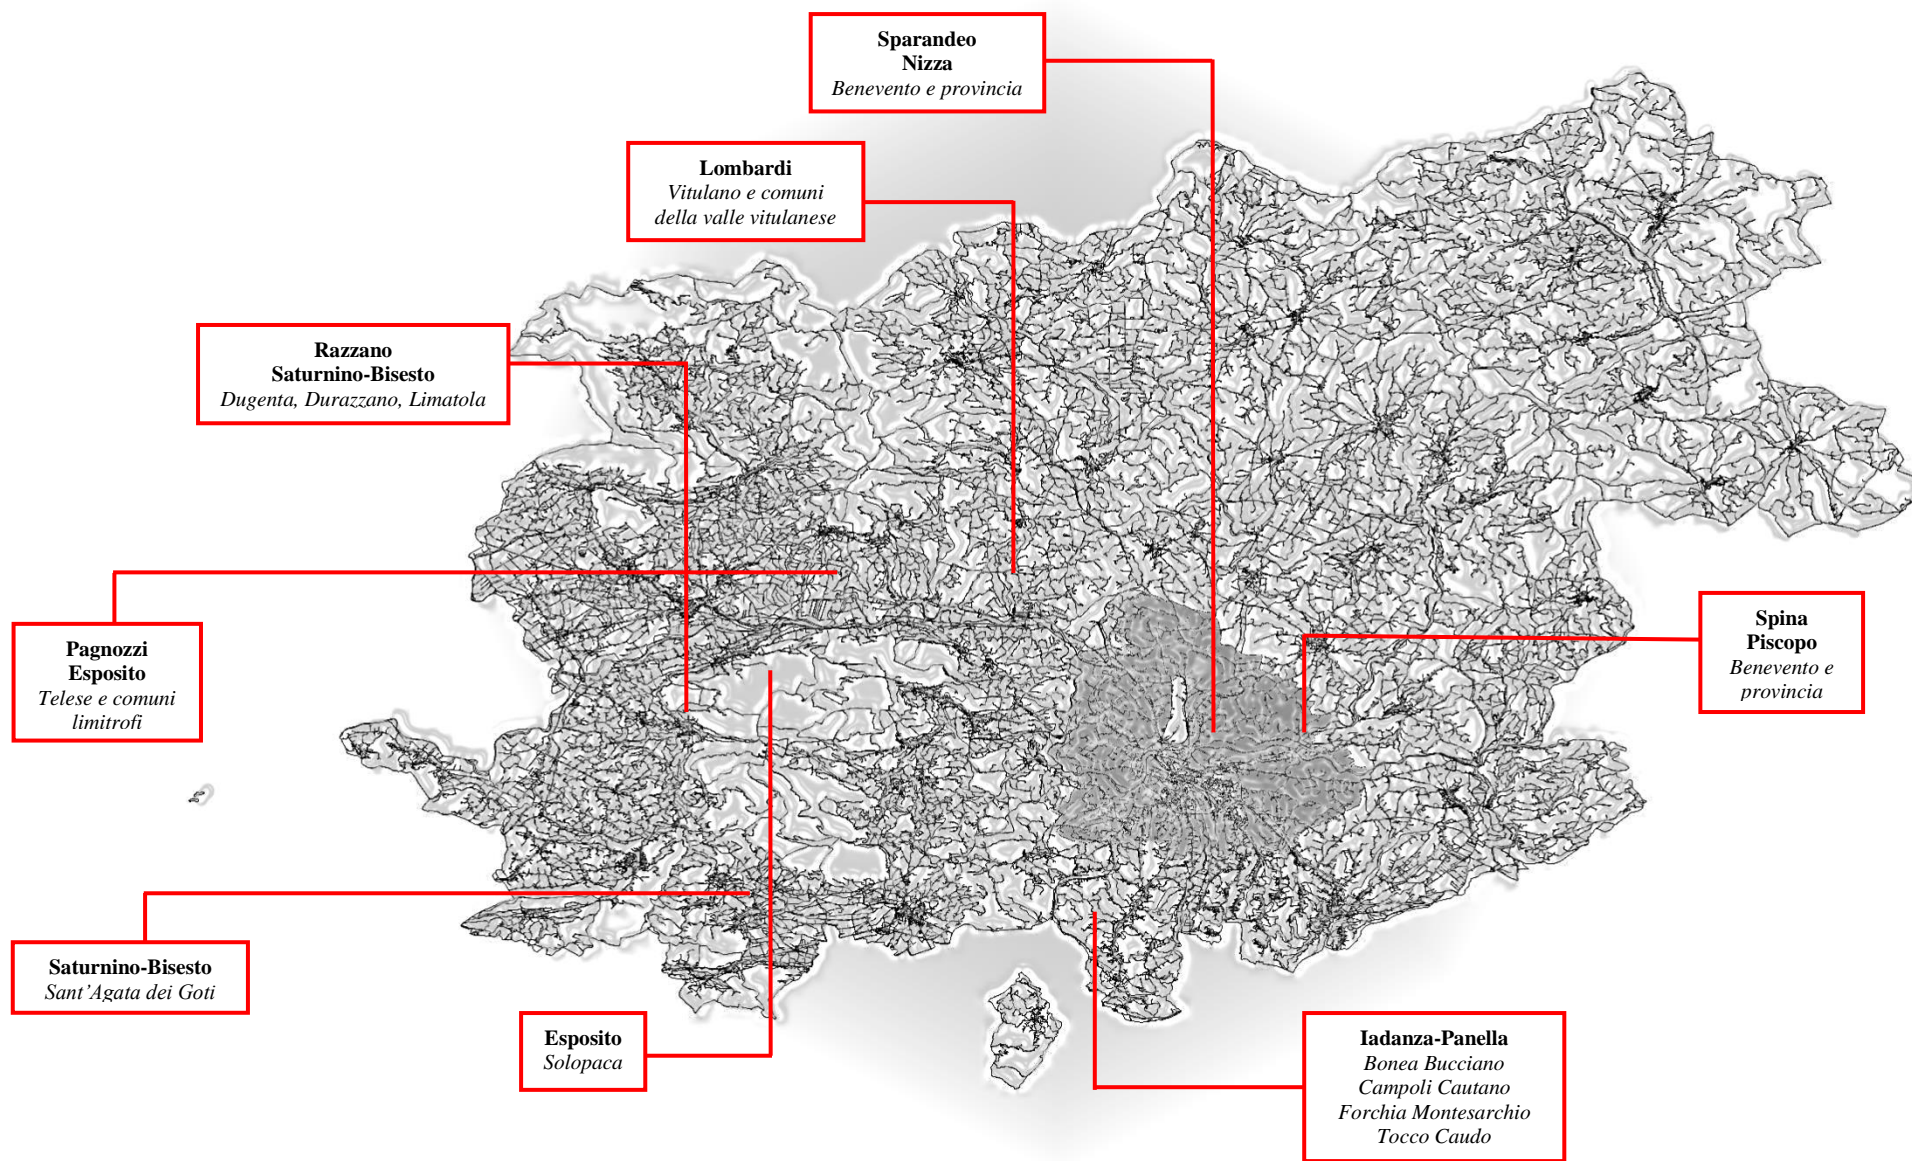 Sparandeo
Nizza
Benevento e provincia
Lombardi
Vitulano e comuni
della valle vitulanese
Razzano
Saturnino-Bisesto
Dugenta, Durazzano, Limatola
Pagnozzi
Esposito
Telese e comuni
limitrofi
Spina
Piscopo
Benevento e
provincia
Saturnino-Bisesto
Sant’Agata dei Goti
Esposito
Solopaca
Iadanza-Panella
Bonea Bucciano
Campoli Cautano
Forchia Montesarchio
Tocco Caudo